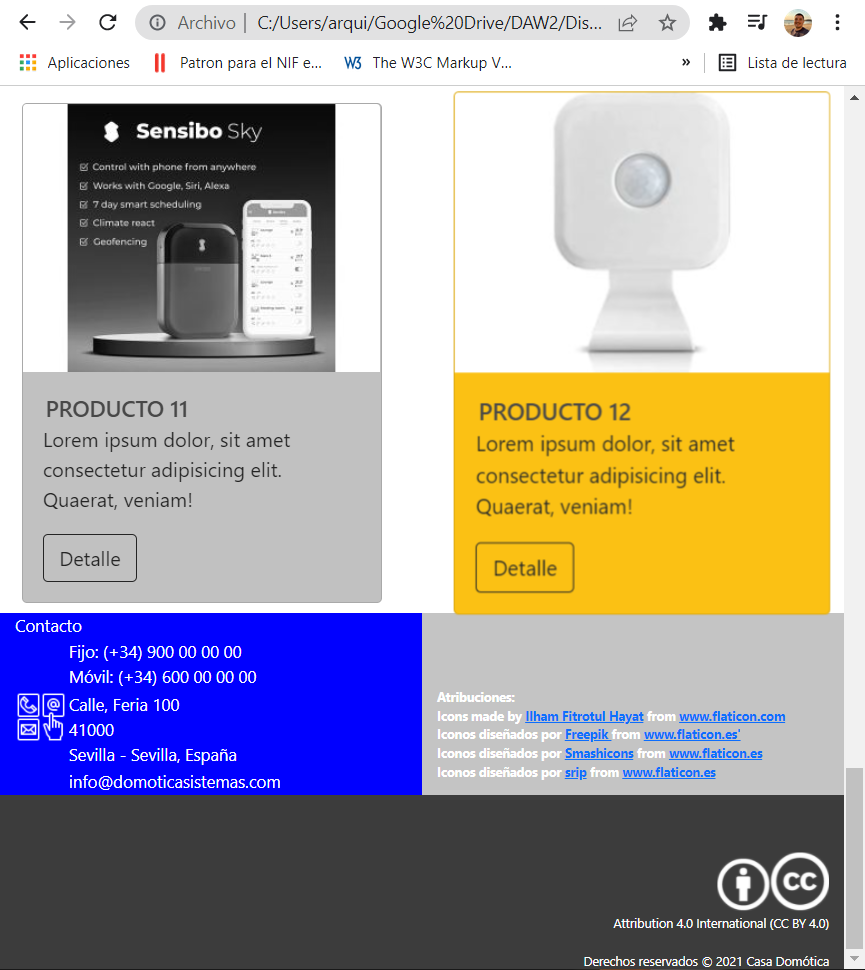 Archivo | C:/Users/arqui/Google%20Drive/DAW2/Dis...
Aplicaciones
Patron para el NIF e...
W3 The W3C Markup V...
»
Lista de lectura
Sensibo Sky
Control with phone from anywhere
Works with Google, Siri, Alexa
7 day smart scheduling
Climate react
Geofencing
PRODUCTO 11
Lorem ipsum dolor, sit amet
consectetur adipisicing elit.
Quaerat, veniam!
Detalle
PRODUCTO 12
Lorem ipsum dolor, sit amet
consectetur adipisicing elit.
Quaerat, veniam!
Detalle
Contacto
Fijo: (+34) 900 00 00 00
Móvil: (+34) 600 00 00 00
Calle, Feria 100
41000
Sevilla - Sevilla, España
info@domoticasistemas.com
Atribuciones:
Icons made by Ilham Fitrotul Hayat from www.flaticon.com
Iconos diseñados por Freepik from www.flaticon.es'
Iconos diseñados por Smashicons from www.flaticon.es
Iconos diseñados por srip from www.flaticon.es
cc
Attribution 4.0 International (CC BY 4.0)
Derechos reservados © 2021 Casa Domótica